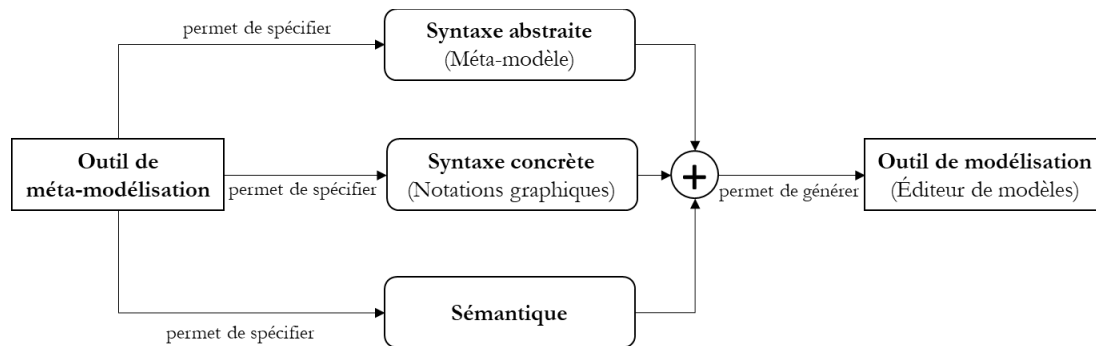 permet de spécifier
Syntaxe abstraite
(Méta-modèle)
Outil de
méta-modélisation
permet de spécifier
Syntaxe concrète
(Notations graphiques)
+
permet de générer
Outil de modélisation
(Éditeur de modèles)
permet de spécifier
Sémantique